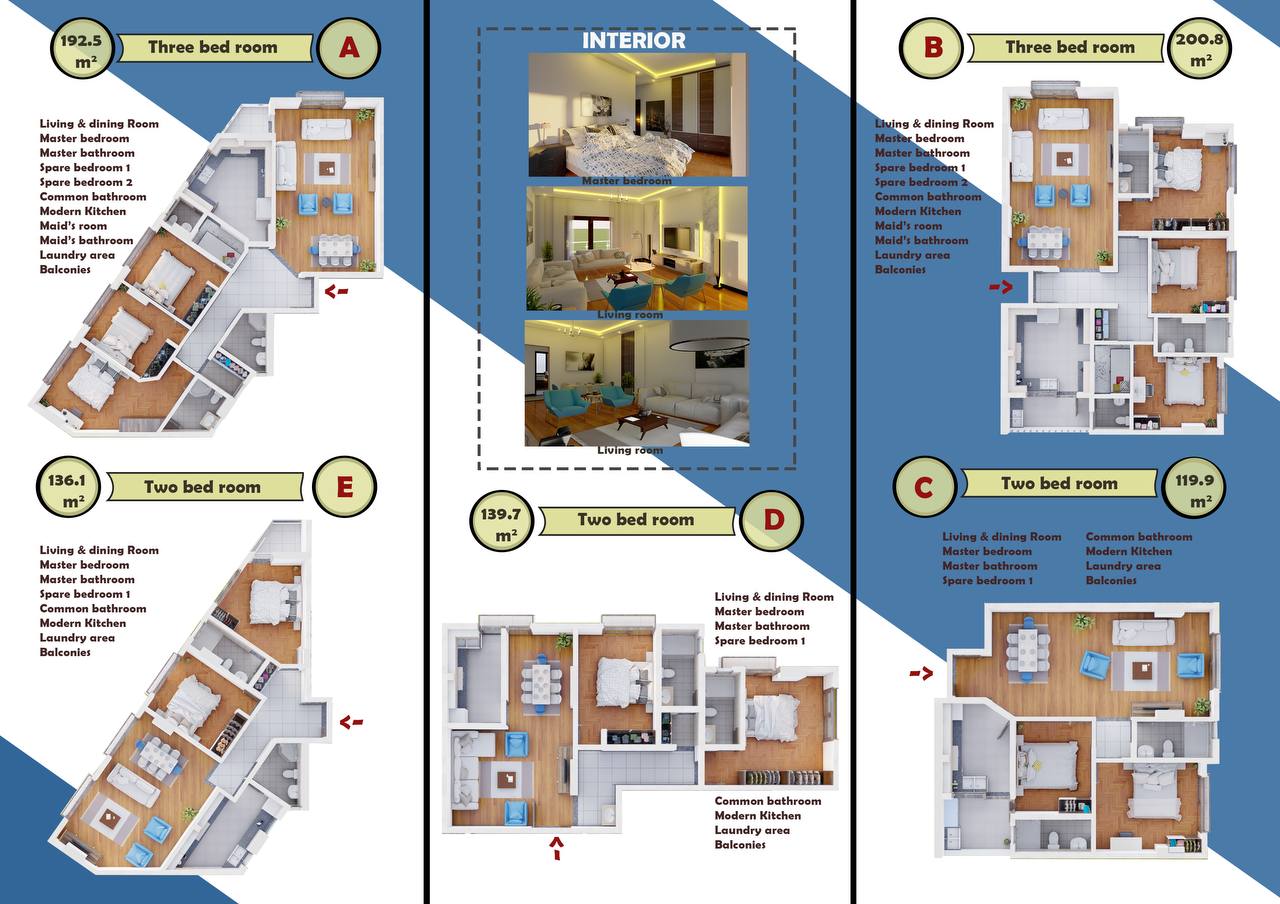 192.5
m²
Three bed room
A
Living & dining Room
Master bedroom
Master bathroom
Spare bedroom 1
Spare bedroom 2
Common bathroom
Modern Kitchen
Maid's room
Maid's bathroom
Laundry area
Balconies
<-
136.1
m²
Two bed room
E
Living & dining Room
Master bedroom
Master bathroom
Spare bedroom 1
Common bathroom
Modern Kitchen
Laundry area
Balconies
<-
INTERIOR
Master bedroom
Living room
Living room
139.7
m²
Two bed room
D
Living & dining Room
Master bedroom
Master bathroom
Spare bedroom 1
Common bathroom
Modern Kitchen
Laundry area
Balconies
->
B
Three bed room
200.8
m²
Living & dining Room
Master bedroom
Master bathroom
Spare bedroom 1
Spare bedroom 2
Common bathroom
Modern Kitchen
Maid's room
Maid's bathroom
Laundry area
Balconies
->
C
Two bed room
119.9
m²
Living & dining Room
Master bedroom
Master bathroom
Spare bedroom 1
Common bathroom
Modern Kitchen
Laundry area
Balconies
->